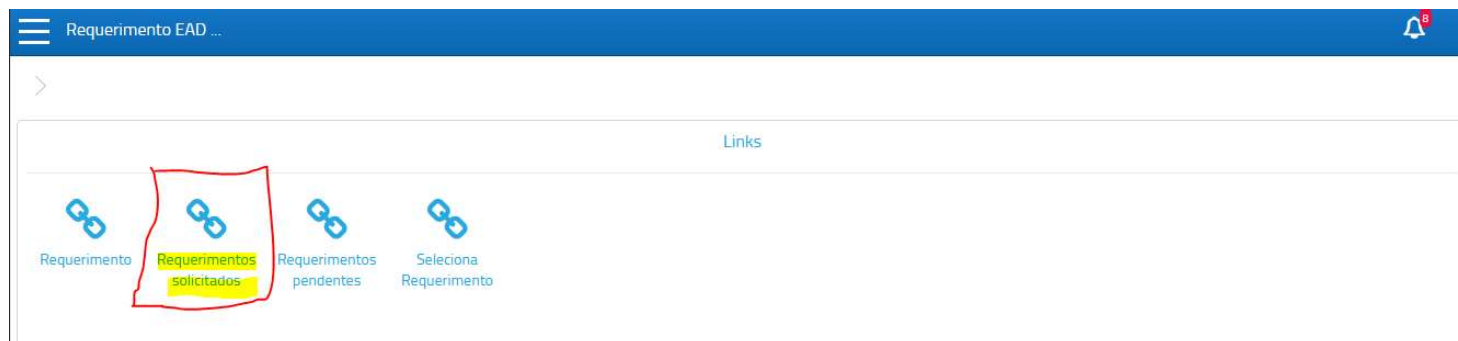 Requerimento EAD ...
8
Links
Requerimento
Requerimentos
solicitados
Requerimentos
pendentes
Seleciona
Requerimento